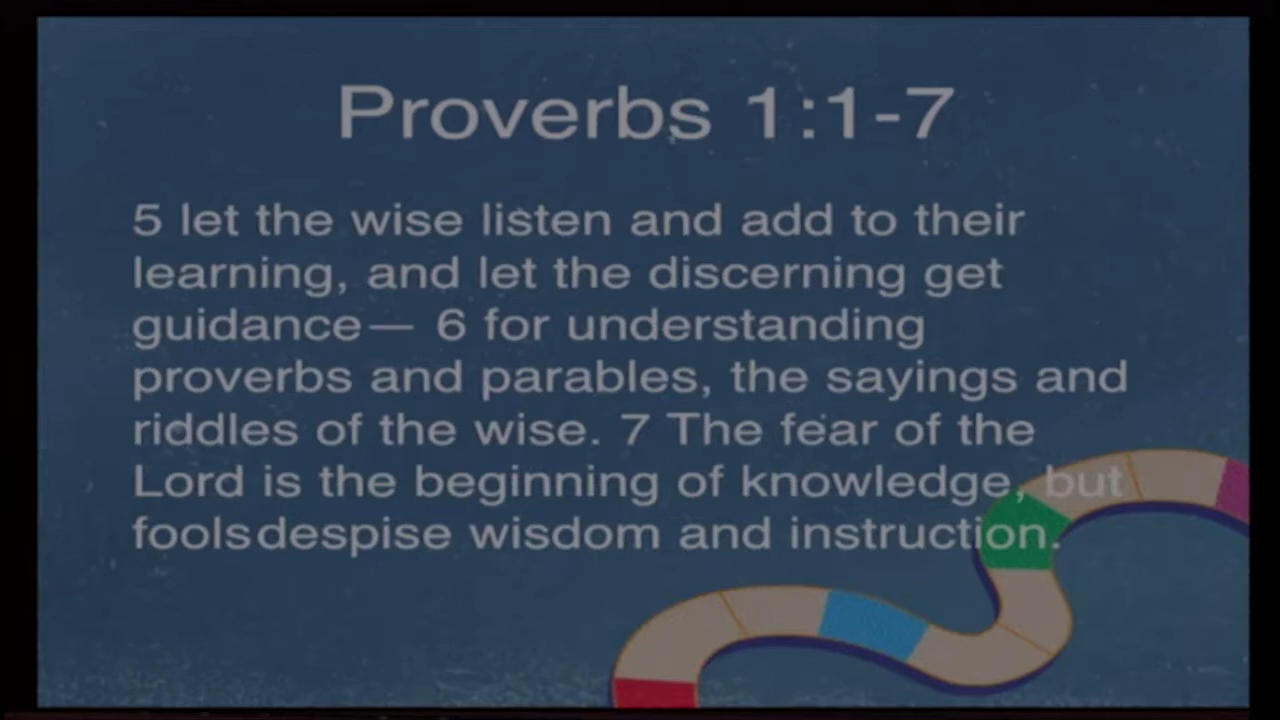 Proverbs 1:1-7
5 let the wise listen and add to their
learning, and let the discerning get
guidance— 6 for understanding
proverbs and parables, the sayings and
riddles of the wise. 7 The fear of the
Lord is the beginning of knowledge, but
fools despise wisdom and instruction.